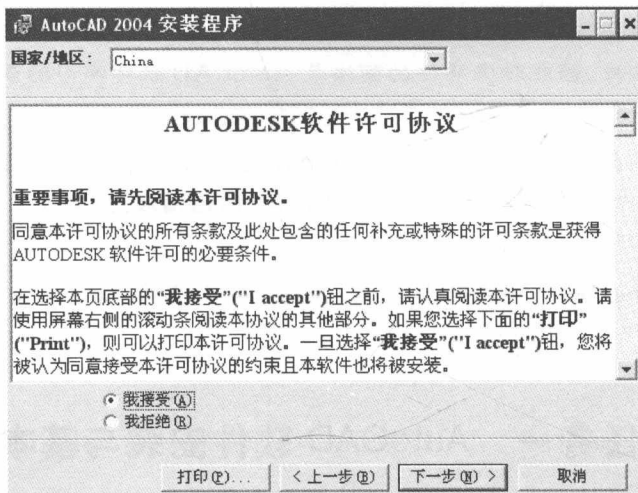 AutoCAD 2004 安装程序
国家/地区： China
AUTODESK软件许可协议
重要事项，请先阅读本许可协议。
同意本许可协议的所有条款及此处包含的任何补充或特殊的许可条款是获得
AUTODESK 软件许可的必要条件。
在选择本页底部的“我接受”("I accept")钮之前，请认真阅读本许可协议。请
使用屏幕右侧的滚动条阅读本协议的其他部分。如果您选择下面的“打印”
("Print")，则可以打印本许可协议。一旦选择“我接受”("I accept")钮，您将
被认为同意接受本许可协议的约束且本软件也将被安装。
我接受(A)
我拒绝(R)
打印(P)... < 上一步(B) 下一步(N) > 取消